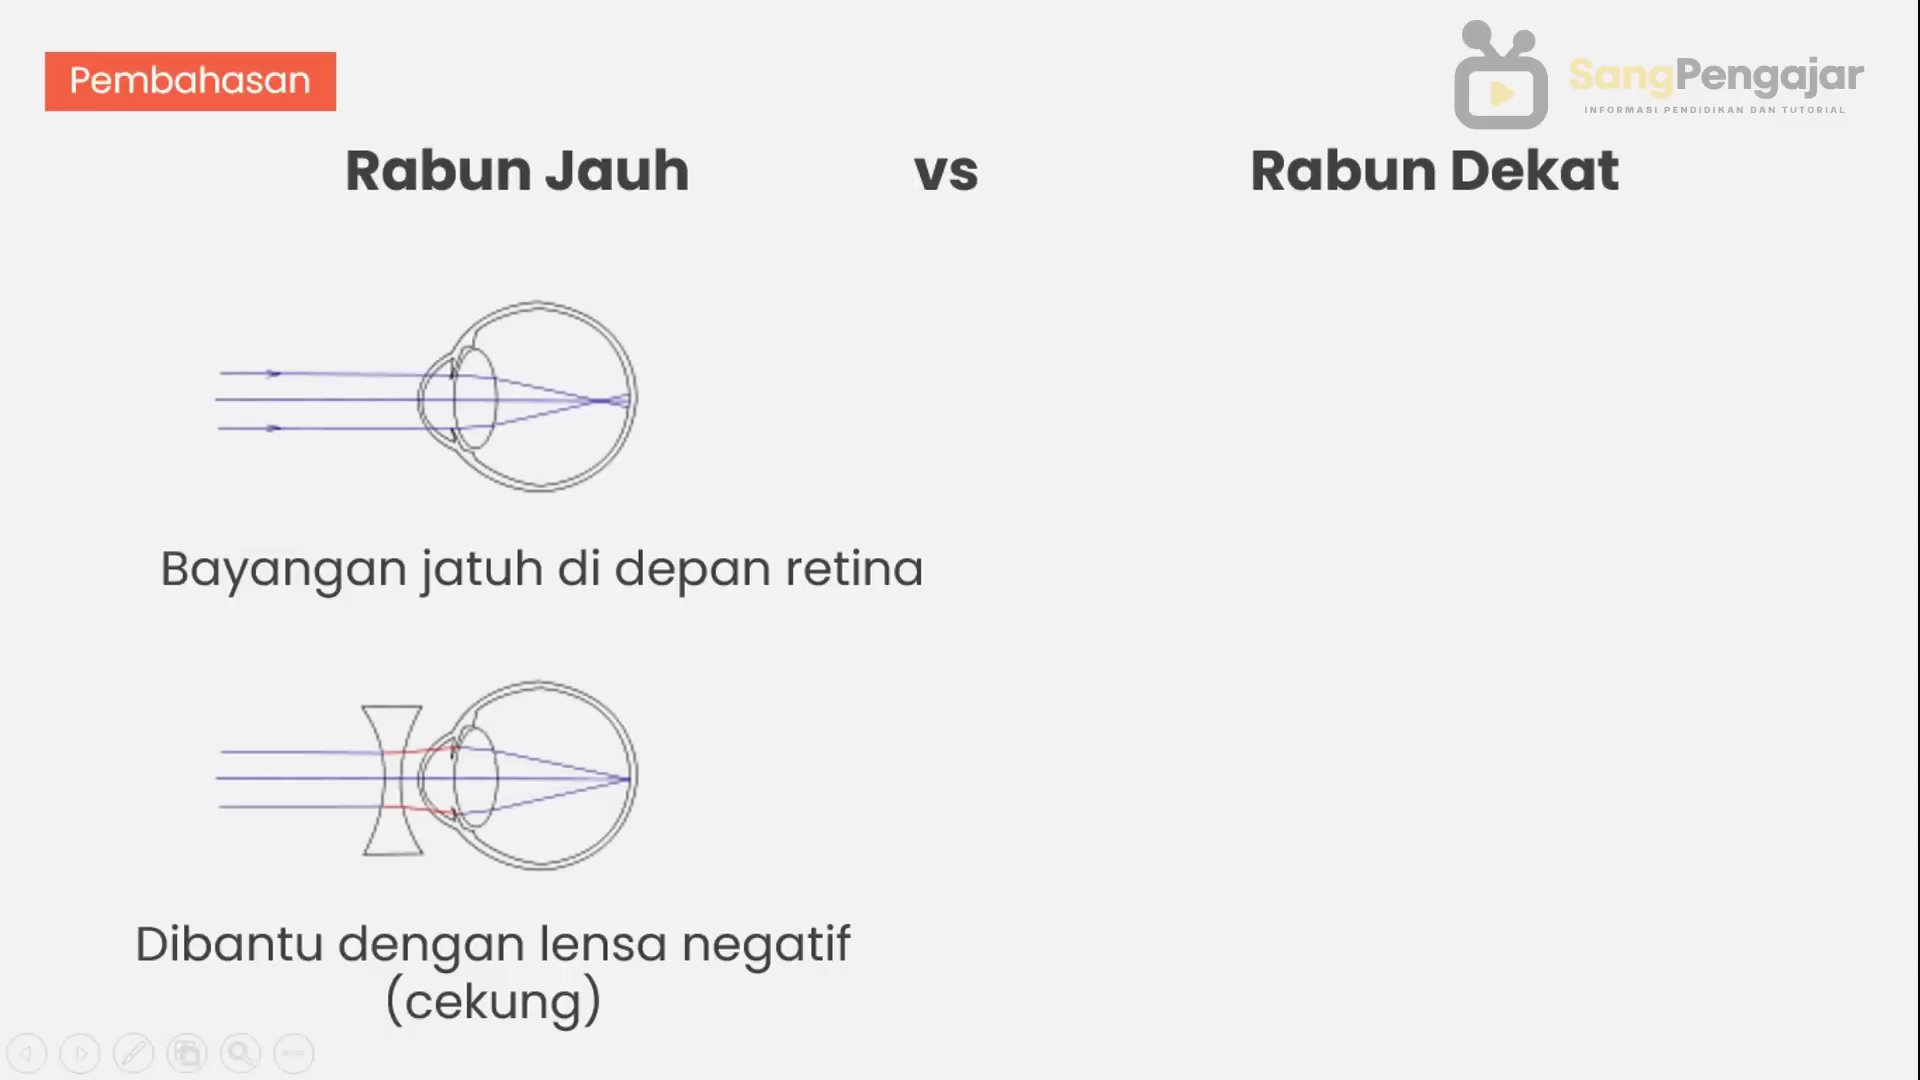 Pembahasan
SangPengajar
INFORMASI PENDIDIKAN DAN TUTORIAL
Rabun Jauh vs Rabun Dekat
Bayangan jatuh di depan retina
Dibantu dengan lensa negatif
(cekung)